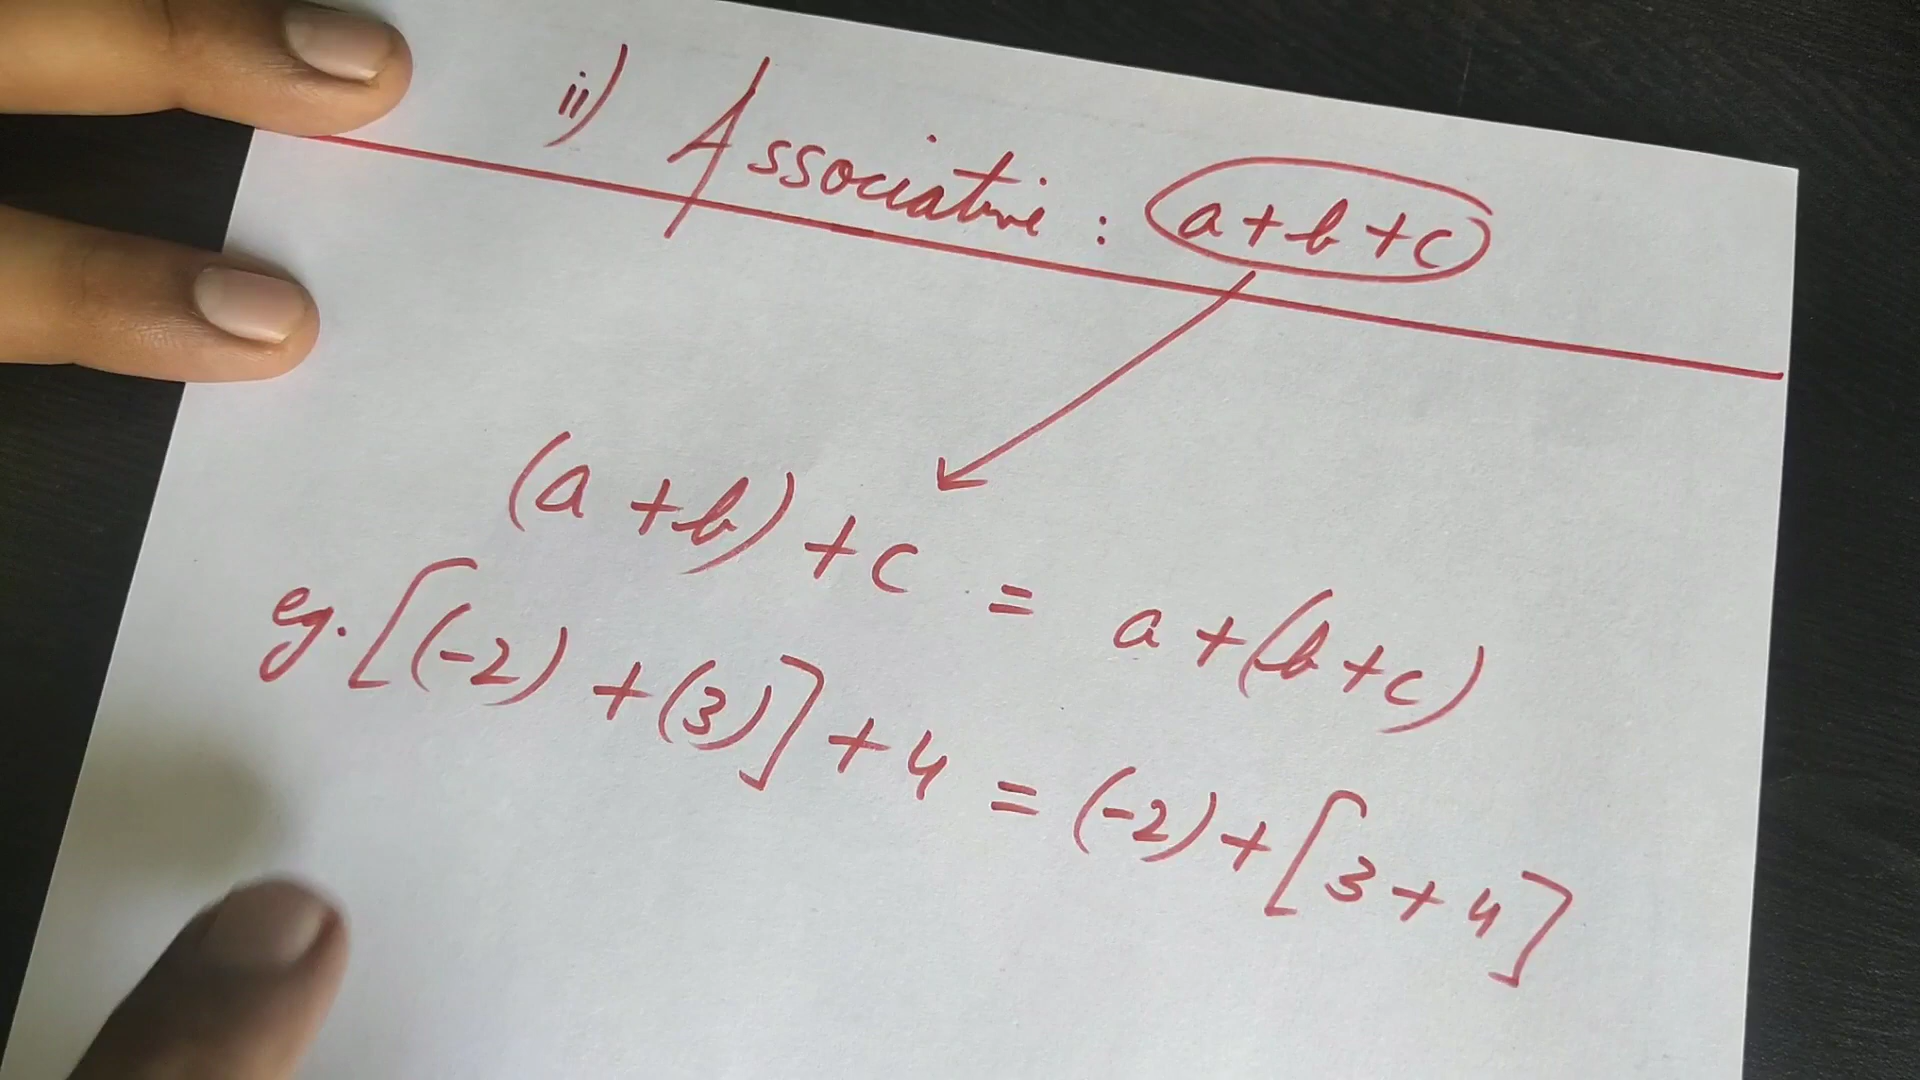 ii) Associative : a+b+c
(a+b)+c = a+(b+c)
eg. [(-2)+(3)]+4 = (-2)+[3+4]